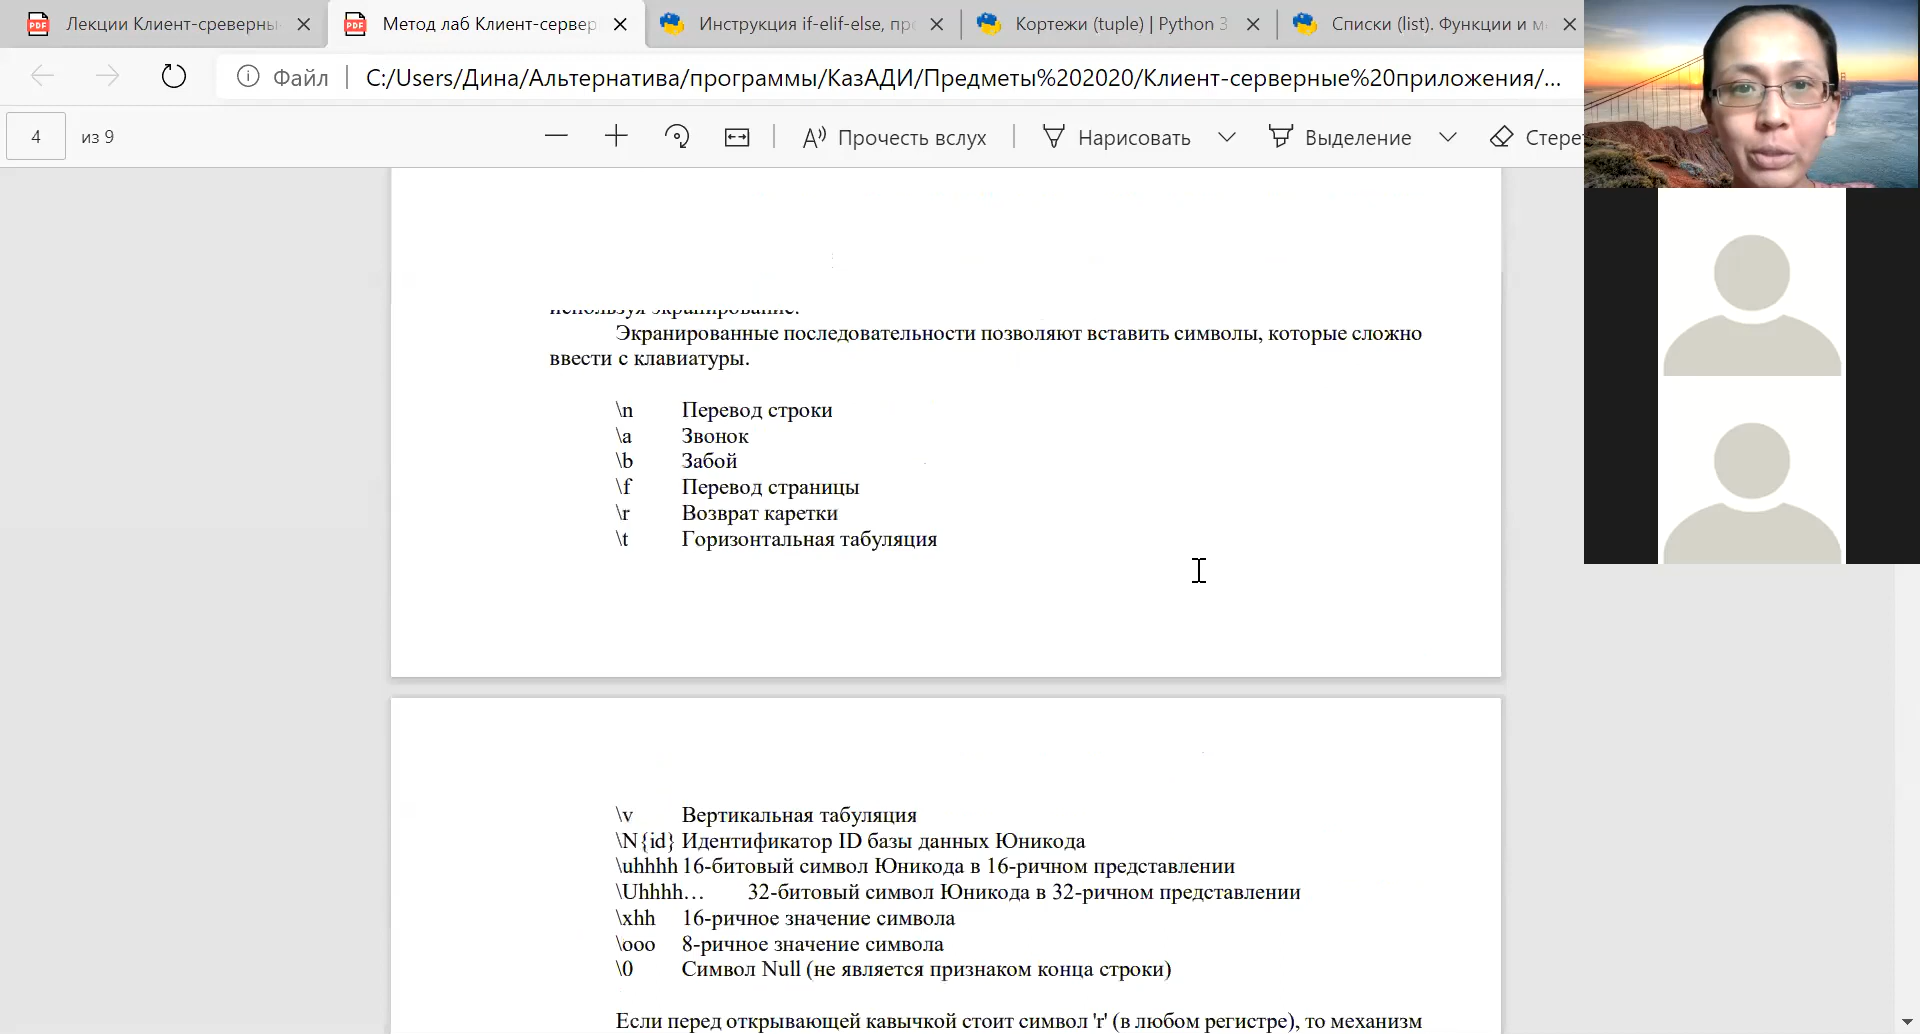 Лекции Клиент-среверны
Метод лаб Клиент-сервер
Инструкция if-elif-else, пр
Кортежи (tuple) | Python 3
Списки (list). Функции и м
Файл
C:/Users/Дина/Альтернатива/программы/КазАДИ/Предметы%202020/Клиент-серверные%20приложения/...
4 из 9
Прочесть вслух
Нарисовать
Выделение
Стере
используя экранирование.
Экранированные последовательности позволяют вставить символы, которые сложно
ввести с клавиатуры.
\n Перевод строки
\a Звонок
\b Забой
\f Перевод страницы
\r Возврат каретки
\t Горизонтальная табуляция
\v Вертикальная табуляция
\N{id} Идентификатор ID базы данных Юникода
\uhhhh 16-битовый символ Юникода в 16-ричном представлении
\Uhhhh… 32-битовый символ Юникода в 32-ричном представлении
\xhh 16-ричное значение символа
\ooo 8-ричное значение символа
\0 Символ Null (не является признаком конца строки)
Если перед открывающей кавычкой стоит символ 'r' (в любом регистре), то механизм